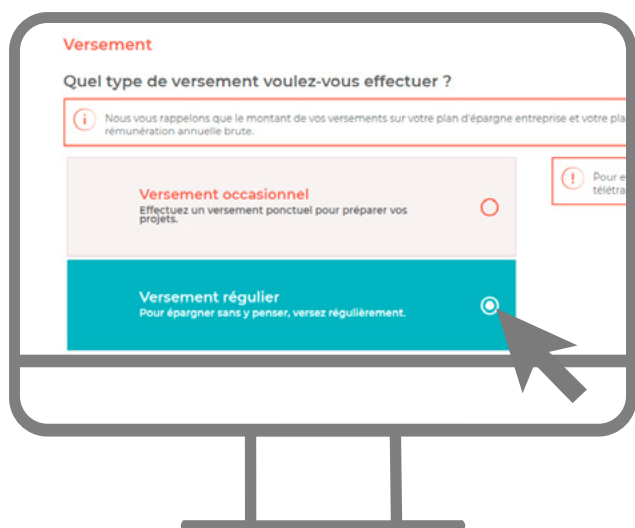 Versement
Quel type de versement voulez-vous effectuer ?
Nous vous rappelons que le montant de vos versements sur votre plan d'épargne entreprise et votre pla
rémunération annuelle brute.
Versement occasionnel
Effectuez un versement ponctuel pour préparer vos
projets.
Pour e
télétra
Versement régulier
Pour épargner sans y penser, versez régulièrement.